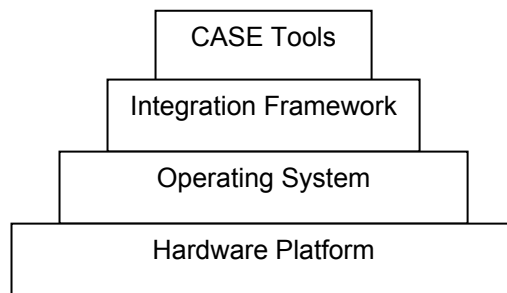 CASE Tools
Integration Framework
Operating System
Hardware Platform